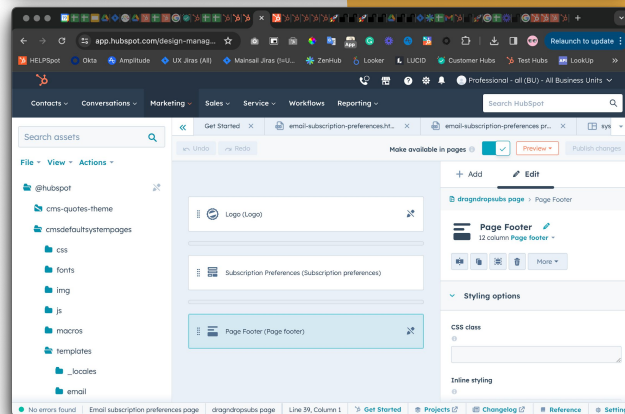 app.hubspot.com/design-manag...
App
Relaunch to update
HELPSpot
Okta
Amplitude
UX Jiras (All)
Mainsail Jiras (!=U...
ZenHub
Looker
LUCID
Customer Hubs
Test Hubs
LookUp
Professional - all (BU) - All Business Units
Contacts
Conversations
Marketing
Sales
Service
Workflows
Reporting
Search HubSpot
Search assets
Get Started
email-subscription-preferences.ht...
email-subscription-preferences pr...
sys
Undo
Redo
Make available in pages
Preview
Publish changes
File
View
Actions
@hubspot
cms-quotes-theme
cmsdefaultsystempages
css
fonts
img
js
macros
templates
_locales
email
Logo (Logo)
Subscription Preferences (Subscription preferences)
Page Footer (Page footer)
+ Add
Edit
dragndropsubs page > Page Footer
Page Footer
12 column Page footer
More
Styling options
CSS class
Inline styling
No errors found
Email subscription preferences page
dragndropsubs page
Line 39, Column 1
Get Started
Projects
Changelog
Reference
Settin